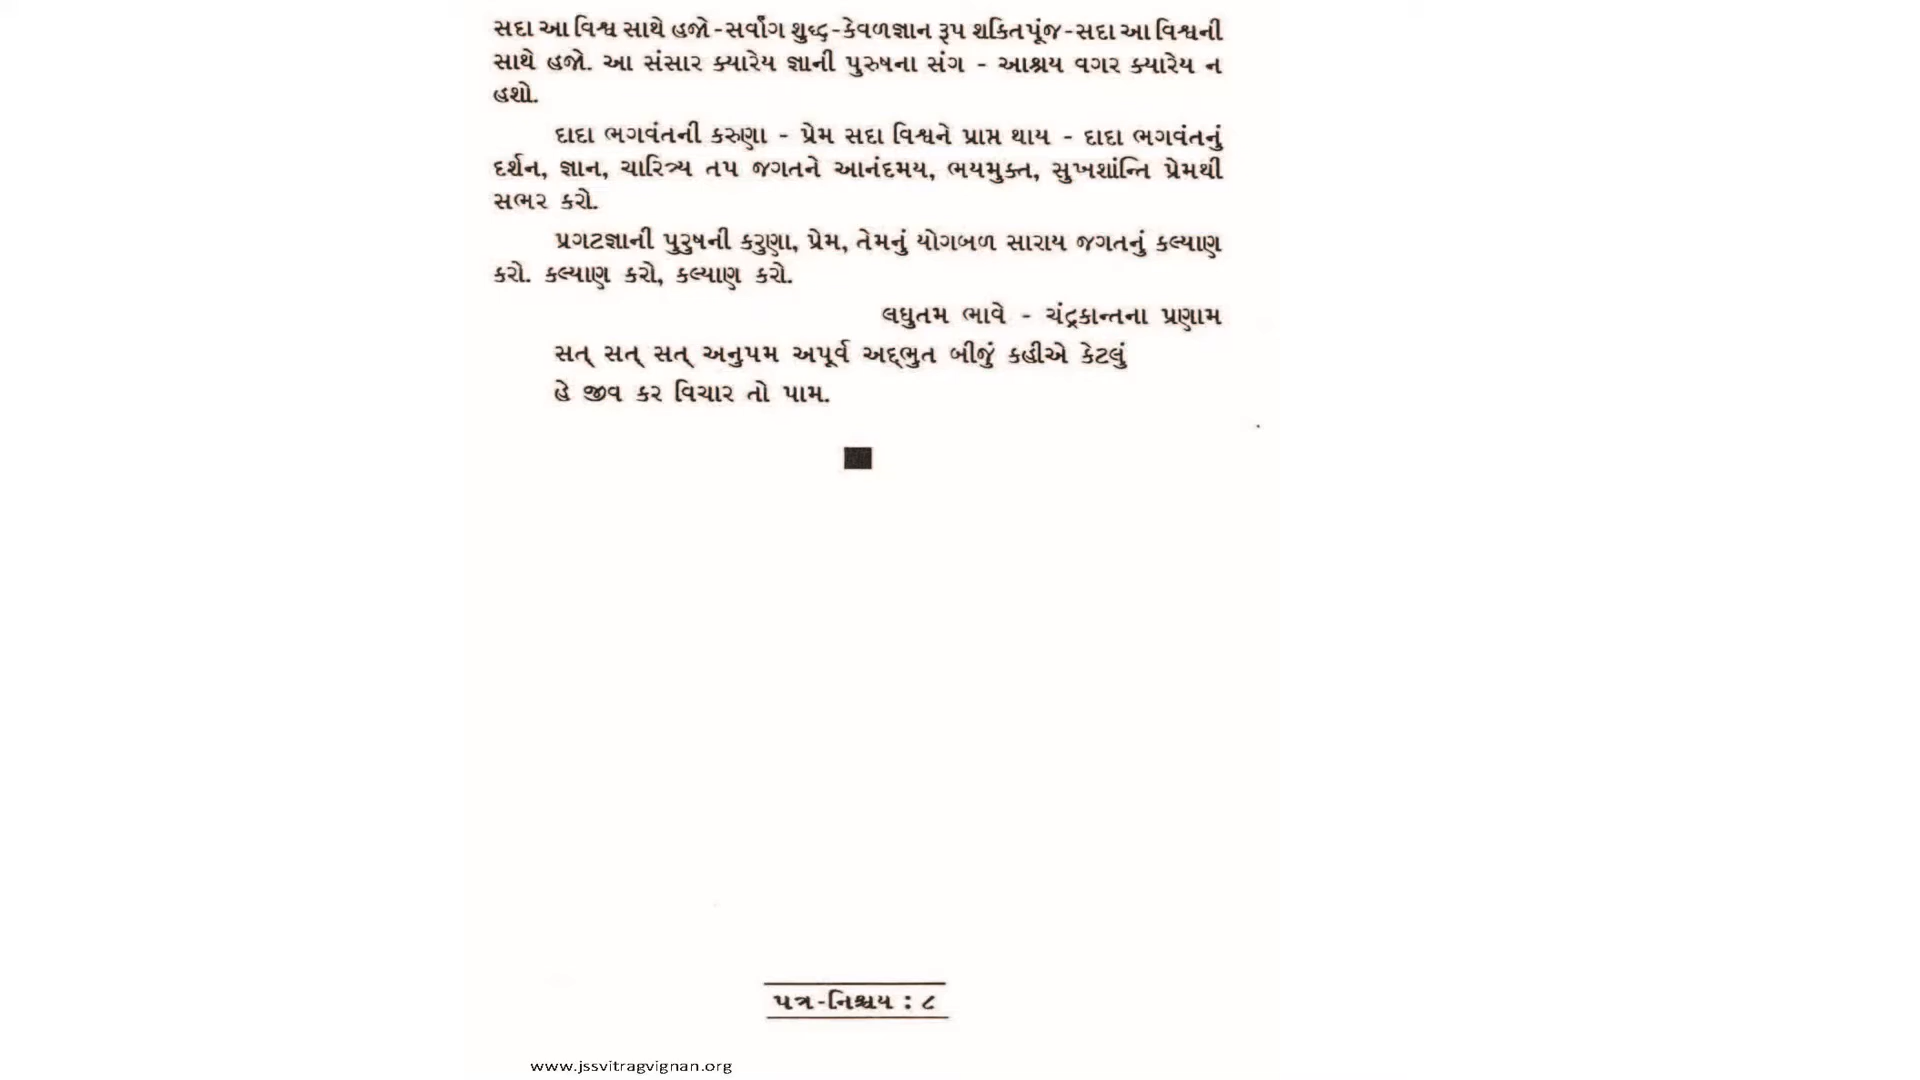 સદા આ વિશ્વ સાથે હજો-સર્વાંગ શુદ્ધ-કેવળજ્ઞાન રૂપ શક્તિપૂંજ-સદા આ વિશ્વની
સાથે હજો. આ સંસાર ક્યારેય જ્ઞાની પુરુષના સંગ - આશ્રય વગર ક્યારેય ન
હશો.
દાદા ભગવંતની કરુણા - પ્રેમ સદા વિશ્વને પ્રાપ્ત થાય - દાદા ભગવંતનું
દર્શન, જ્ઞાન, ચારિત્ર્ય તપ જગતને આનંદમય, ભયમુક્ત, સુખશાંન્તિ પ્રેમથી
સભર કરો.
પ્રગટજ્ઞાની પુરુષની કરુણા, પ્રેમ, તેમનું યોગબળ સારાય જગતનું કલ્યાણ
કરો. કલ્યાણ કરો, કલ્યાણ કરો.
લઘુતમ ભાવે - ચંદ્રકાન્તના પ્રણામ
સત્ સત્ સત્ અનુપમ અપૂર્વ અદ્ભુત બીજું કહીએ કેટલું
હે જીવ કર વિચાર તો પામ.
પત્ર-નિશ્ચય : ૮
www.jssvitragvignan.org